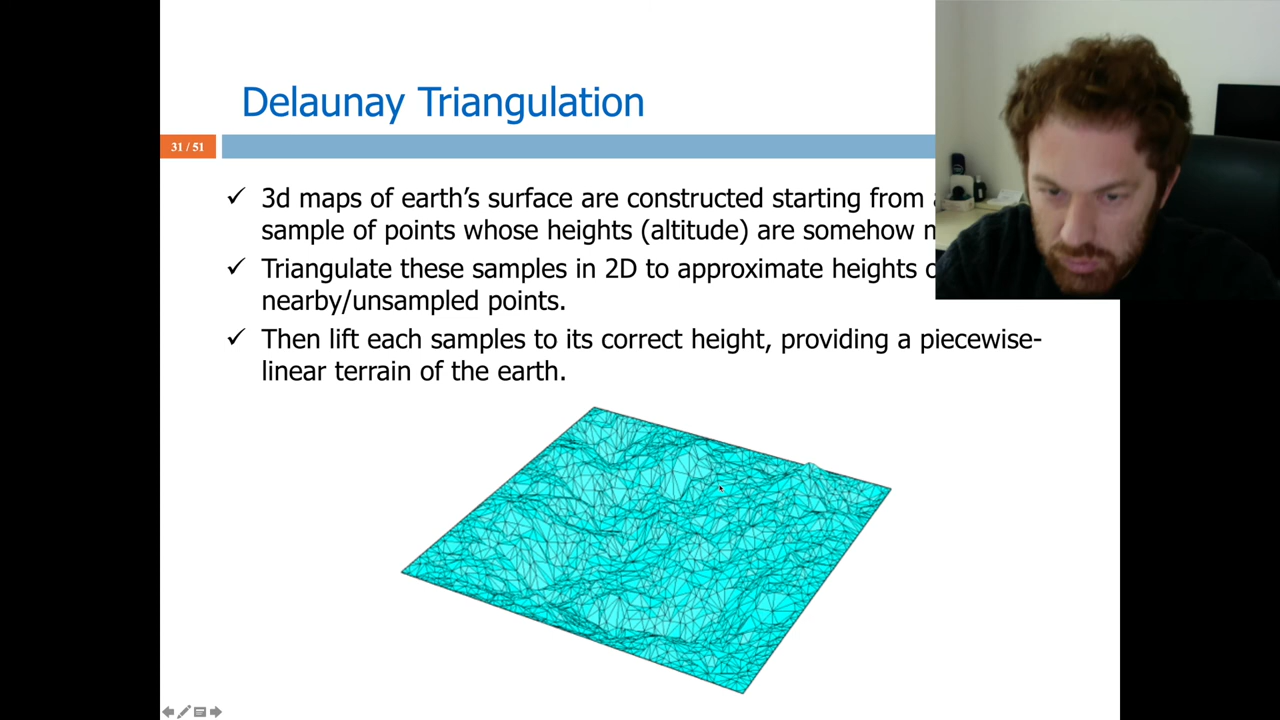 Delaunay Triangulation
31 / 51
✓ 3d maps of earth’s surface are constructed starting from
sample of points whose heights (altitude) are somehow
✓ Triangulate these samples in 2D to approximate heights
nearby/unsampled points.
✓ Then lift each samples to its correct height, providing a piecewise-
linear terrain of the earth.